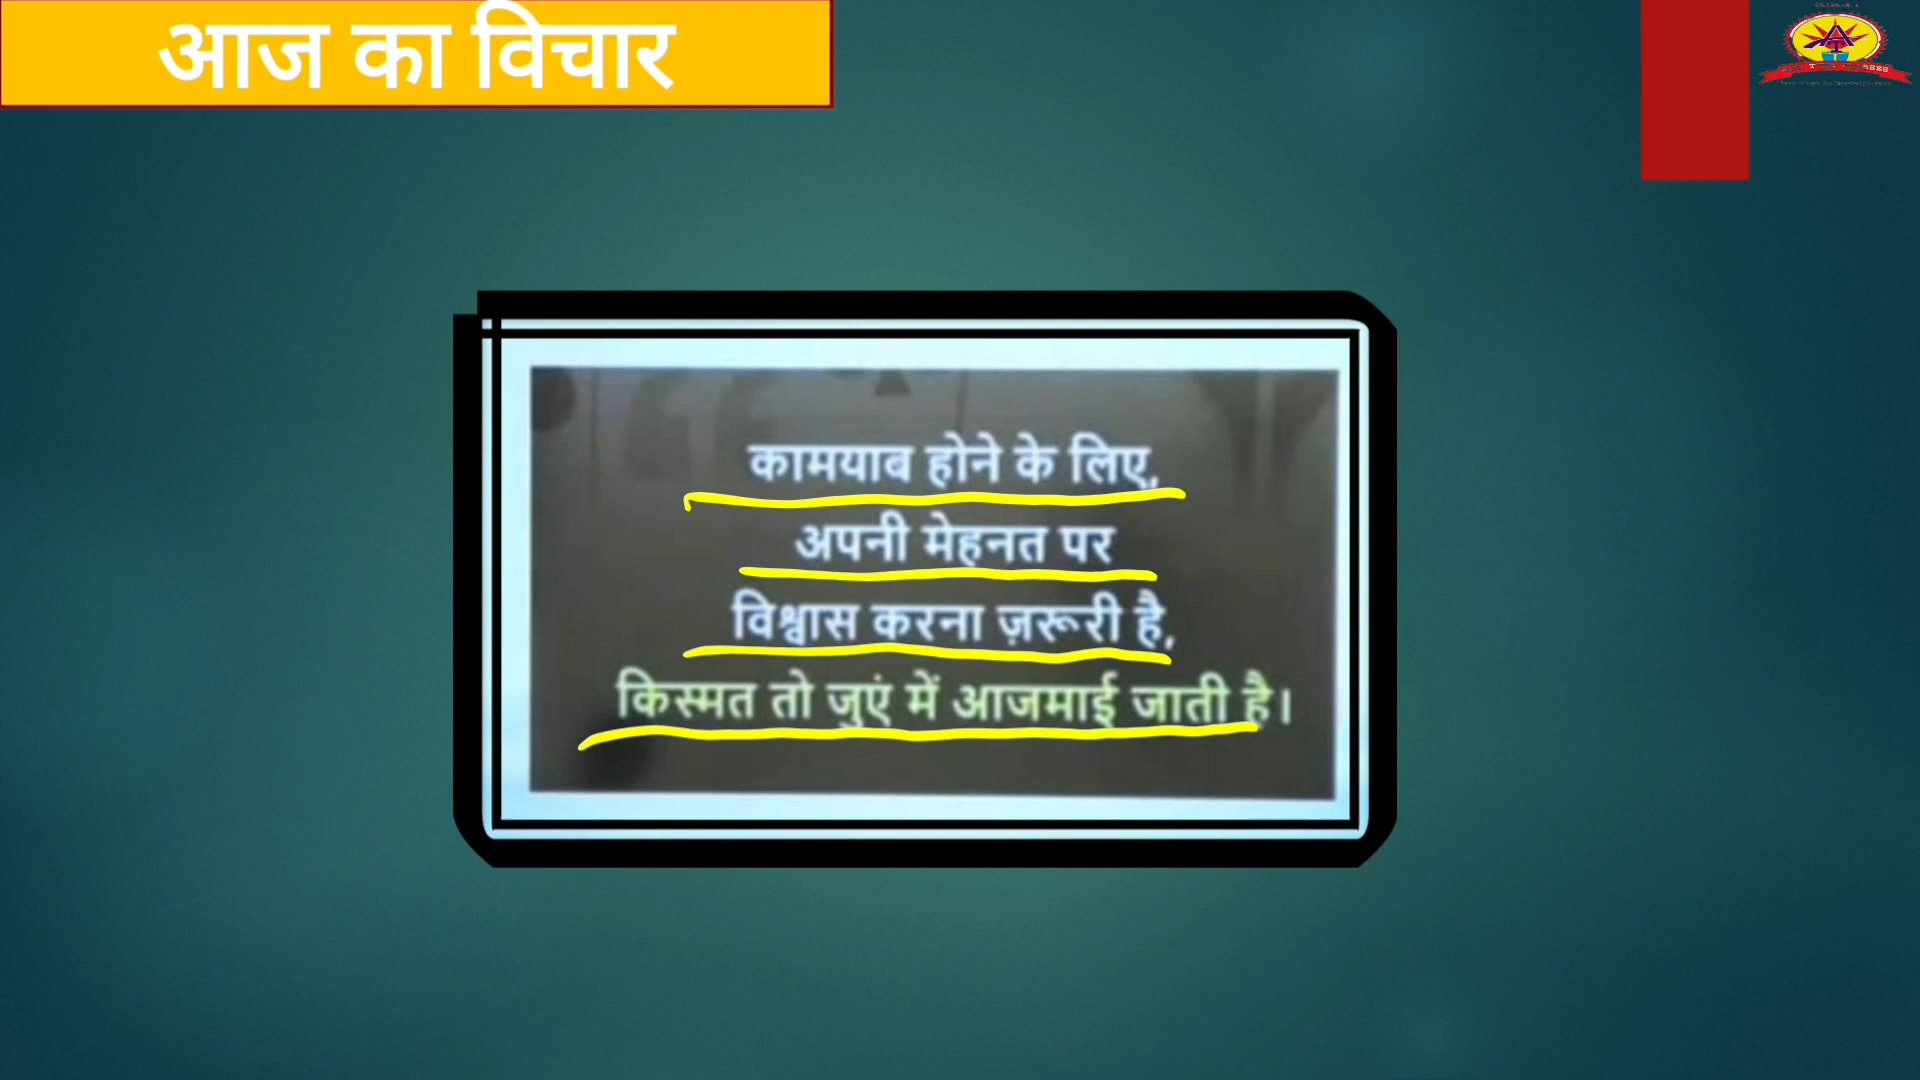 आज का विचार
कामयाब होने के लिए,
अपनी मेहनत पर
विश्वास करना ज़रूरी है,
किस्मत तो जुएं में आजमाई जाती है।